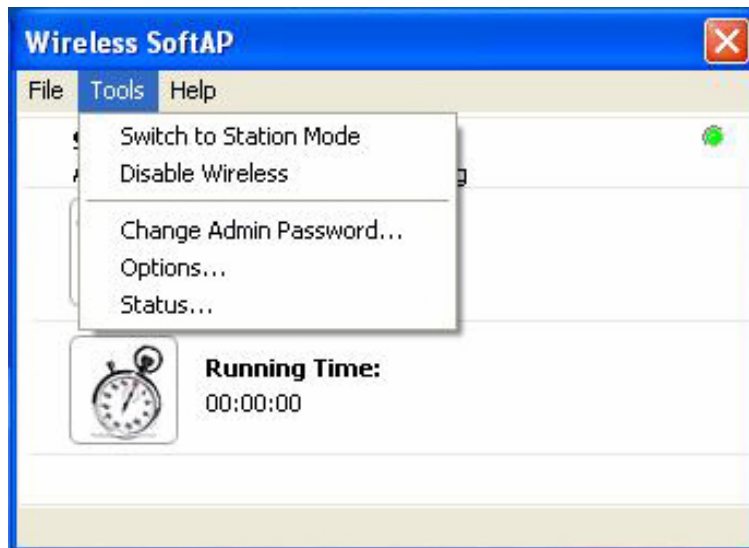 Wireless SoftAP
File Tools Help
Switch to Station Mode
Disable Wireless
Change Admin Password...
Options...
Status...
Running Time:
00:00:00